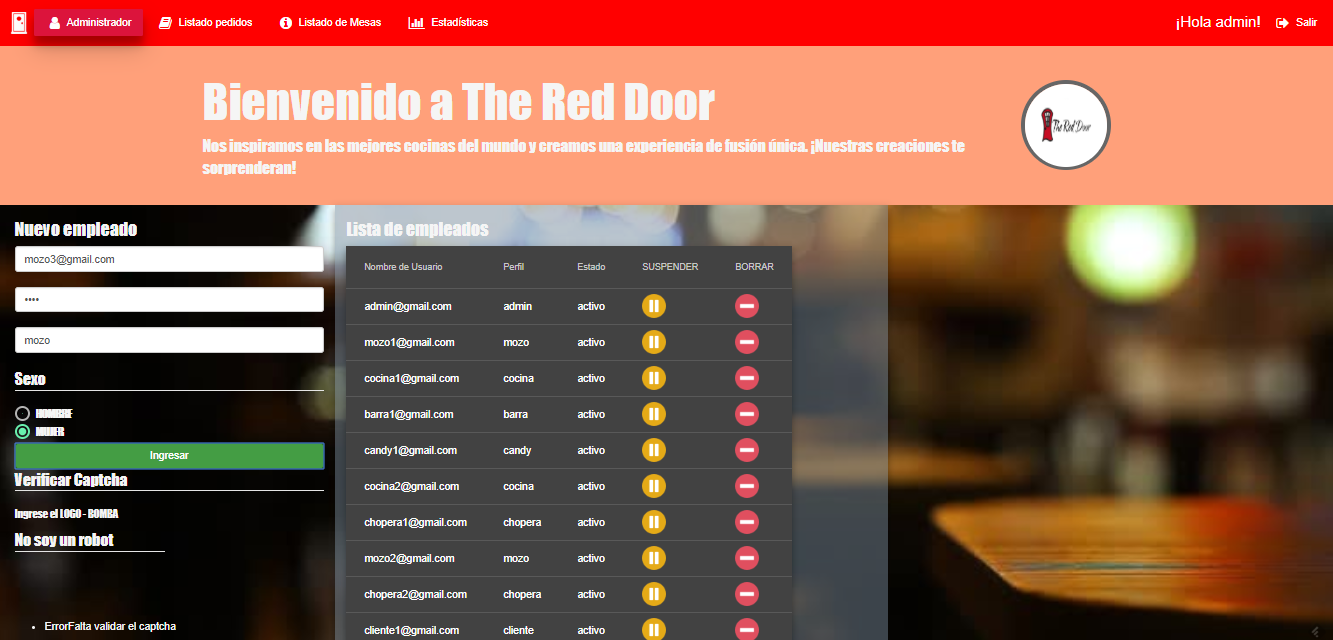 Administrador Listado pedidos Listado de Mesas Estadísticas ¡Hola admin! Salir
Bienvenido a The Red Door
Nos inspiramos en las mejores cocinas del mundo y creamos una experiencia de fusión única. ¡Nuestras creaciones te
sorprenderan!
The Red Door
Nuevo empleado
mozo3@gmail.com
••••
mozo
Sexo
HOMBRE
MUJER
Ingresar
Verificar Captcha
Ingrese el LOGO - BOMBA
No soy un robot
ErrorFalta validar el captcha
Lista de empleados
Nombre de Usuario Perfil Estado SUSPENDER BORRAR
admin@gmail.com admin activo
mozo1@gmail.com mozo activo
cocina1@gmail.com cocina activo
barra1@gmail.com barra activo
candy1@gmail.com candy activo
cocina2@gmail.com cocina activo
chopera1@gmail.com chopera activo
mozo2@gmail.com mozo activo
chopera2@gmail.com chopera activo
cliente1@gmail.com cliente activo